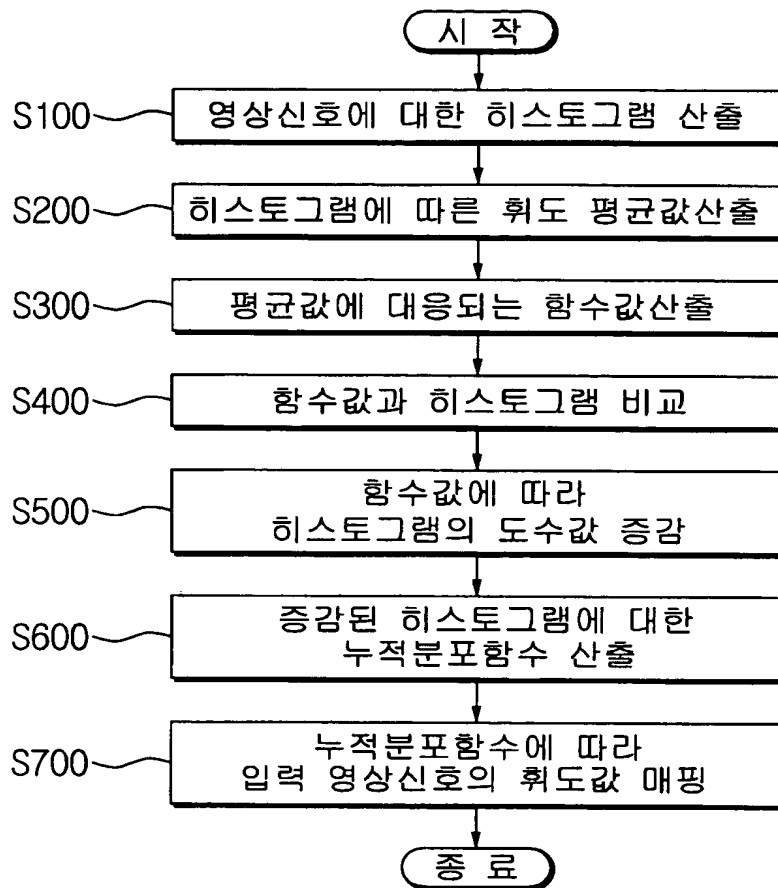 시 작
S100 영상신호에 대한 히스토그램 산출
S200 히스토그램에 따른 휘도 평균값산출
S300 평균값에 대응되는 함수값산출
S400 함수값과 히스토그램 비교
S500 함수값에 따라
히스토그램의 도수값 증감
S600 증감된 히스토그램에 대한
누적분포함수 산출
S700 누적분포함수에 따라
입력 영상신호의 휘도값 매핑
종 료